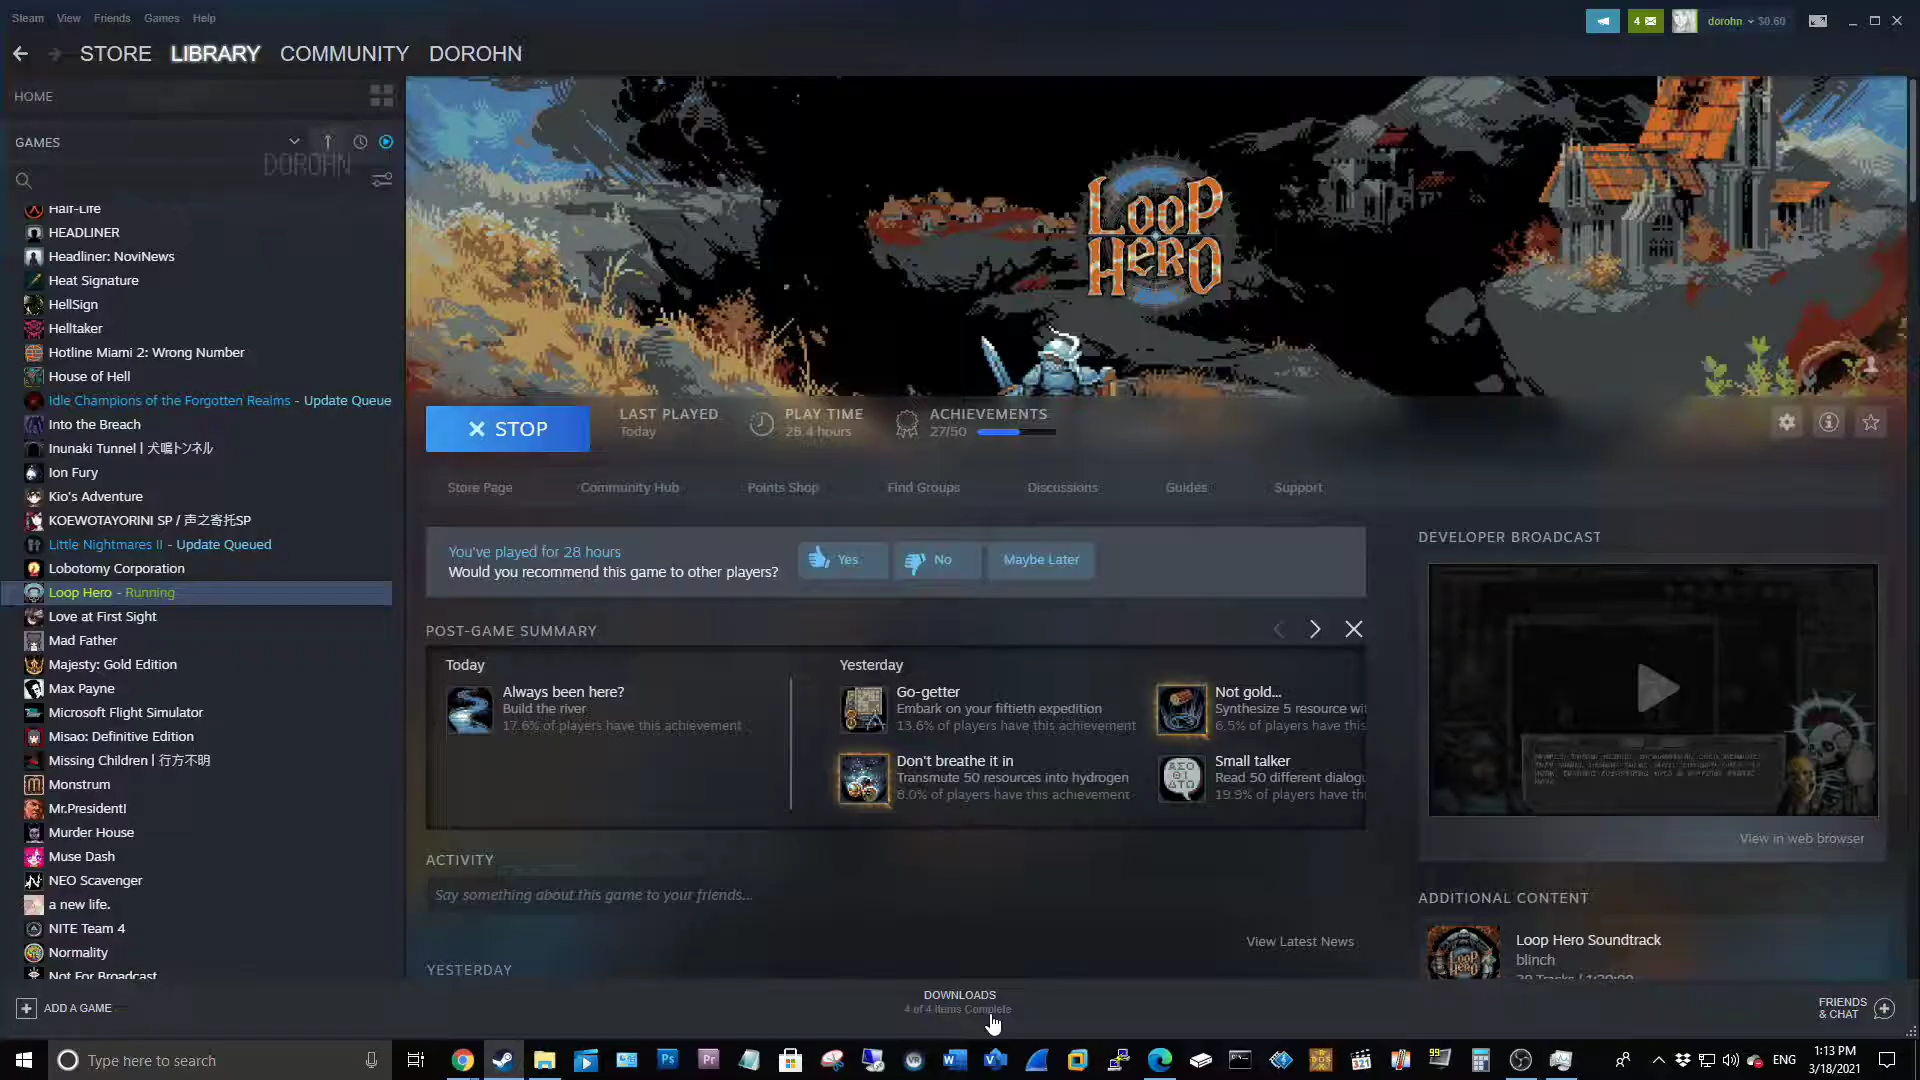 Steam View Friends Games Help
4
dorohn $0.60
STORE LIBRARY COMMUNITY DOROHN
HOME
GAMES
DOROHN
Half-Life
HEADLINER
Headliner: NoviNews
Heat Signature
HellSign
Helltaker
Hotline Miami 2: Wrong Number
House of Hell
Idle Champions of the Forgotten Realms - Update Queue
Into the Breach
Inunaki Tunnel | 犬鳴トンネル
Ion Fury
Kio's Adventure
KOEWOTAYORINI SP / 声之寄托SP
Little Nightmares II - Update Queued
Lobotomy Corporation
Loop Hero - Running
Love at First Sight
Mad Father
Majesty: Gold Edition
Max Payne
Microsoft Flight Simulator
Misao: Definitive Edition
Missing Children | 行方不明
Monstrum
Mr.President!
Murder House
Muse Dash
NEO Scavenger
a new life.
NITE Team 4
Normality
Not For Broadcast
ADD A GAME
LOOP
HERO
STOP
LAST PLAYED
Today
PLAY TIME
28.4 hours
ACHIEVEMENTS
27/50
Store Page Community Hub Points Shop Find Groups Discussions Guides Support
You've played for 28 hours
Would you recommend this game to other players?
Yes No Maybe Later
POST-GAME SUMMARY
Today
Always been here?
Build the river
17.6% of players have this achievement
Yesterday
Go-getter
Embark on your fiftieth expedition
13.6% of players have this achievement
Not gold...
Synthesize 5 resource wi
6.5% of players have this
Don't breathe it in
Transmute 50 resources into hydrogen
8.0% of players have this achievement
Small talker
Read 50 different dialogu
19.9% of players have th
ACTIVITY
Say something about this game to your friends...
View Latest News
YESTERDAY
DEVELOPER BROADCAST
View in web browser
ADDITIONAL CONTENT
Loop Hero Soundtrack
blinch
DOWNLOADS
4 of 4 Items Complete
FRIENDS
& CHAT
Type here to search
ENG
1:13 PM
3/18/2021